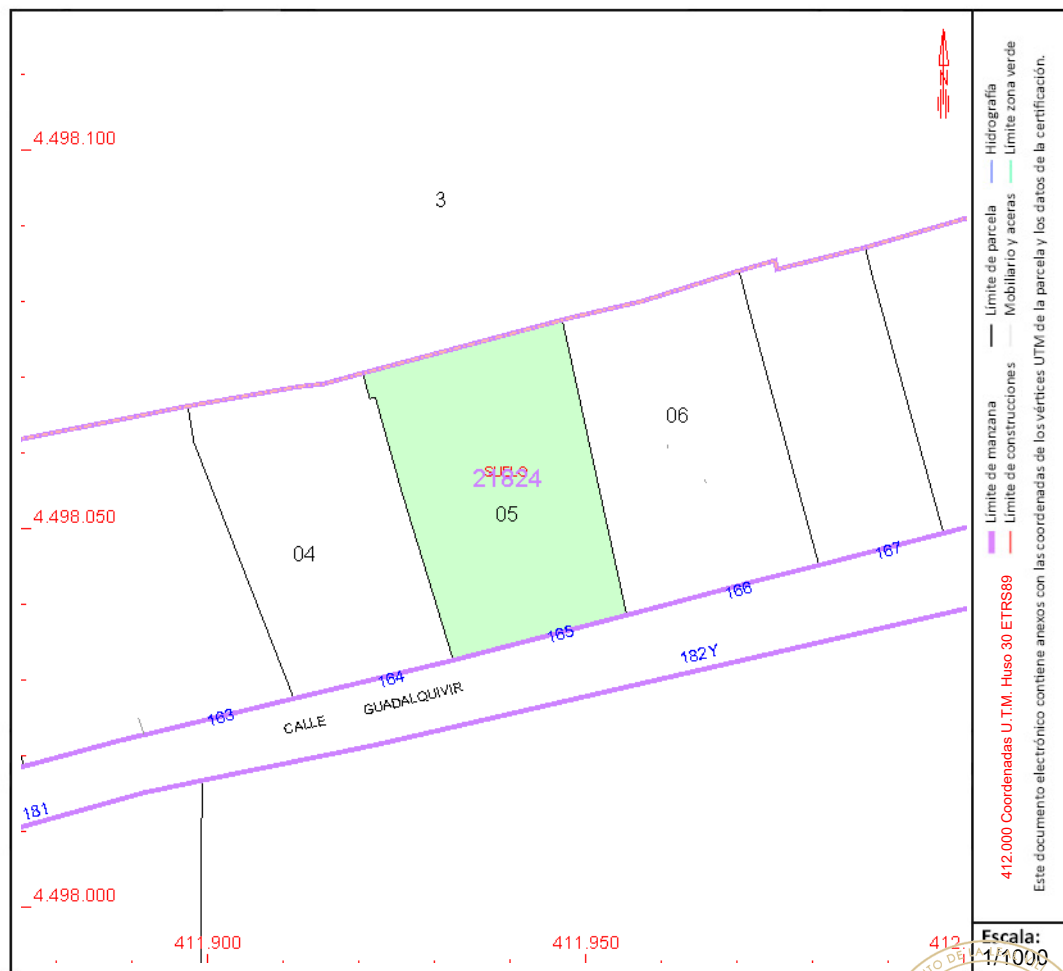 4.498.100
3
06
SUELO
21824
05
4.498.050
04
167
166
165
182Y
164
GUADALQUIVIR
163
CALLE
181
4.498.000
411.900
411.950
412.
N
Hidrografía
Límite zona verde
Límite de parcela
Mobiliario y aceras
Límite de manzana
Límite de construcciones
412.000 Coordenadas U.T.M. Huso 30 ETRS89
Este documento electrónico contiene anexos con las coordenadas de los vértices UTM de la parcela y los datos de la certificación.
Escala:
1/1000